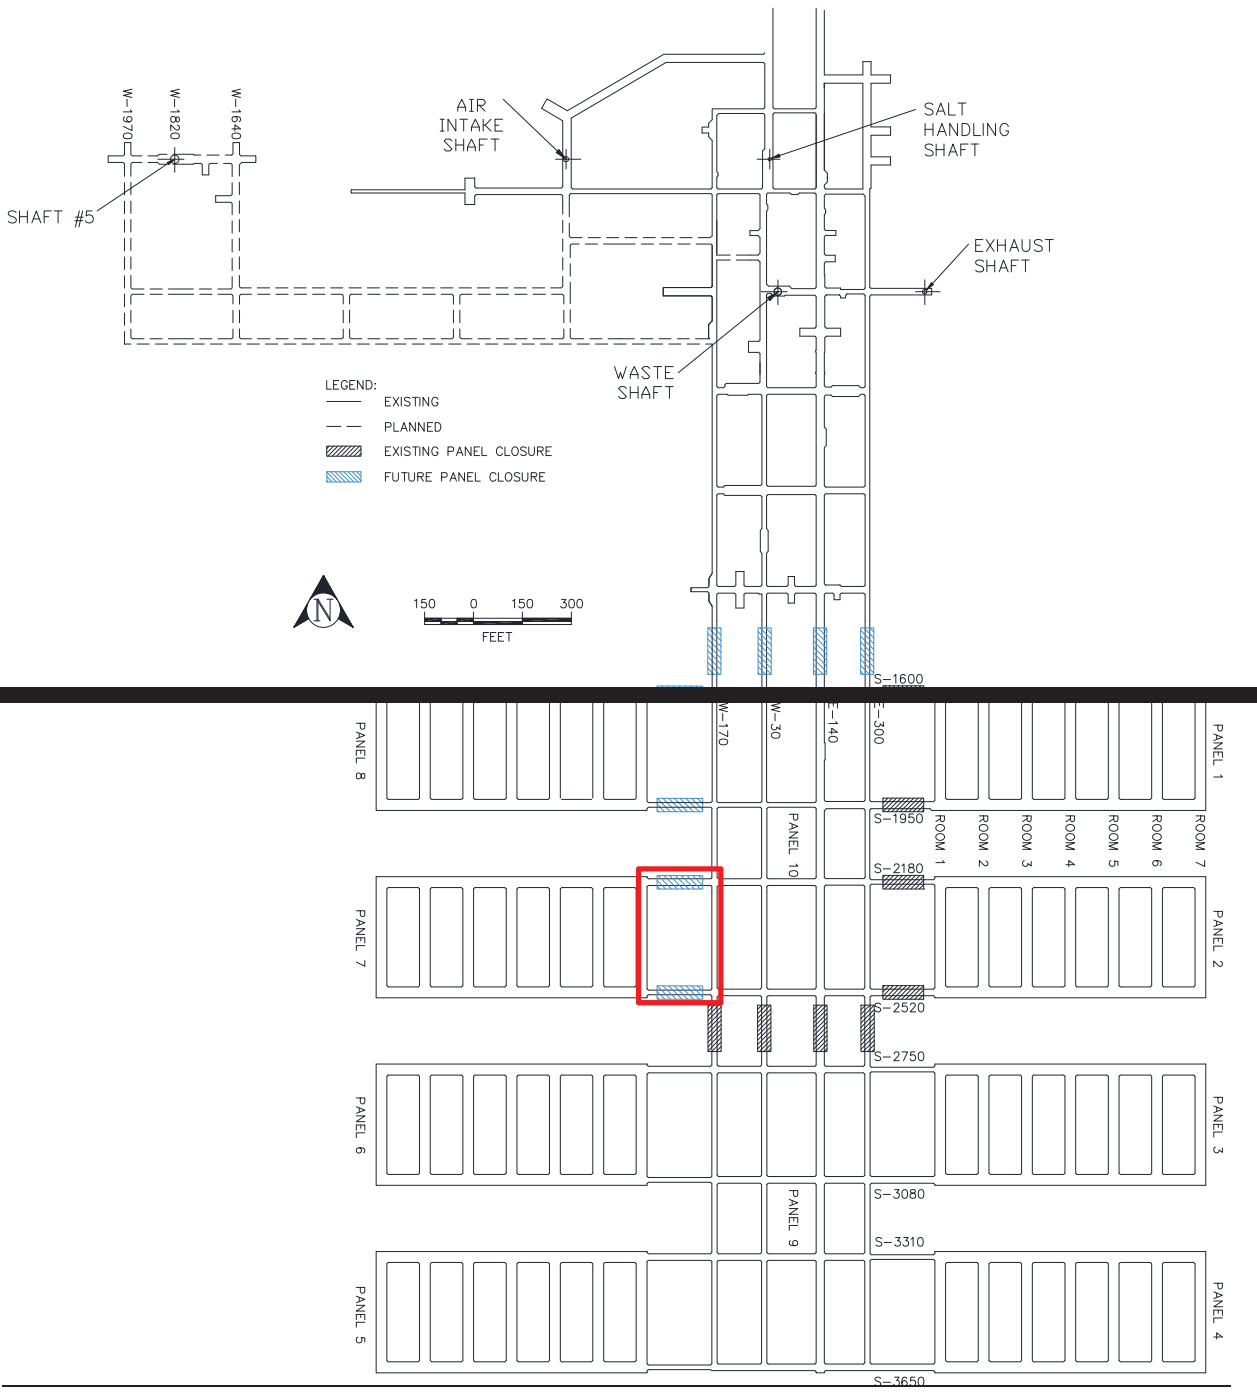 W-1970
W-1820
W-1640
AIR
INTAKE
SHAFT
SALT
HANDLING
SHAFT
SHAFT #5
EXHAUST
SHAFT
WASTE
SHAFT
LEGEND:
EXISTING
PLANNED
EXISTING PANEL CLOSURE
FUTURE PANEL CLOSURE
N
150 0 150 300
FEET
S-1600
W-170
W-30
E-140
E-300
PANEL 8
PANEL 1
S-1950
PANEL 10
ROOM 1
ROOM 2
ROOM 3
ROOM 4
ROOM 5
ROOM 6
ROOM 7
S-2180
PANEL 7
PANEL 2
S-2520
S-2750
PANEL 6
PANEL 3
S-3080
PANEL 9
S-3310
PANEL 5
PANEL 4
S-3650